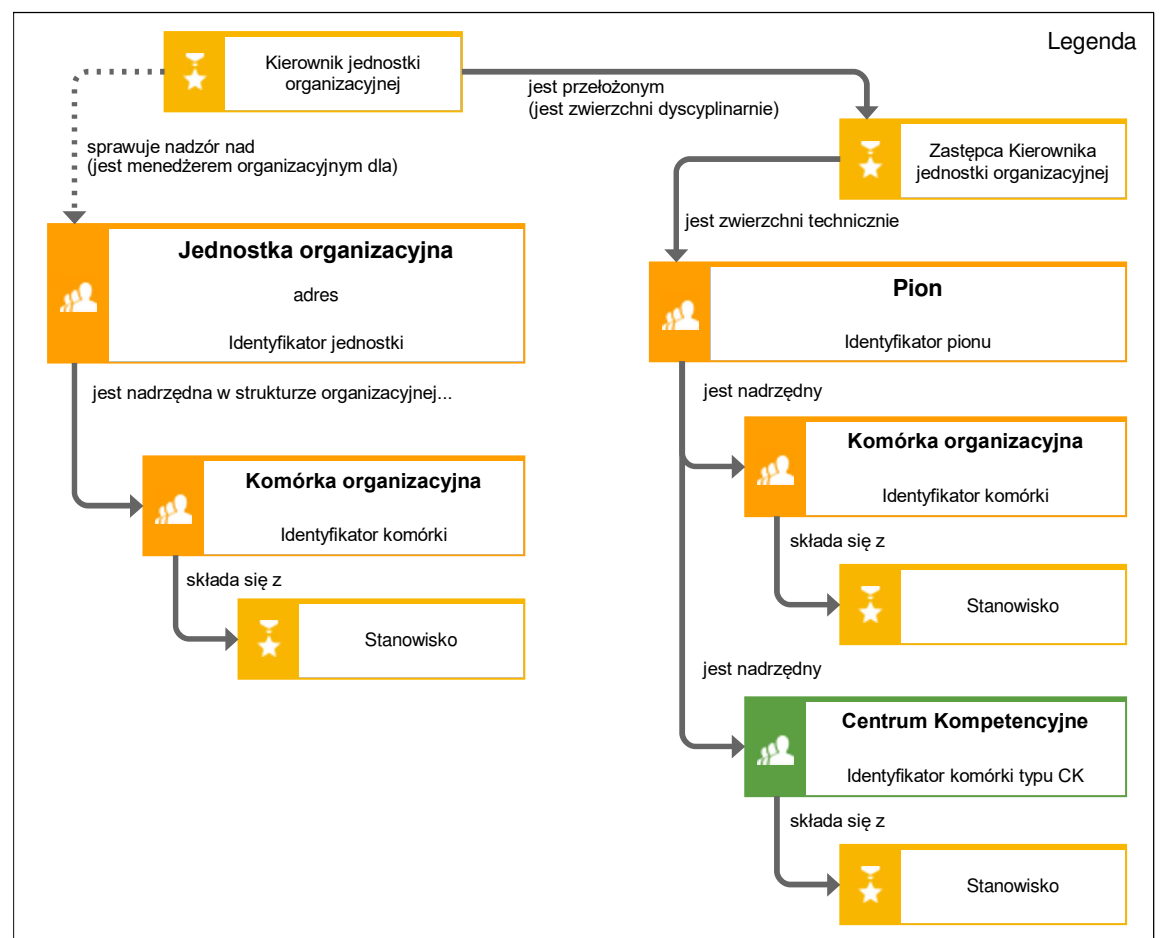 Legenda
Kierownik jednostki
organizacyjnej
jest przełożonym
(jest zwierzchni dyscyplinarnie)
sprawuje nadzór nad
(jest menedżerem organizacyjnym dla)
Zastępca Kierownika
jednostki organizacyjnej
jest zwierzchni technicznie
Jednostka organizacyjna
adres
Identyfikator jednostki
jest nadrzędna w strukturze organizacyjnej...
Komórka organizacyjna
Identyfikator komórki
składa się z
Stanowisko
Pion
Identyfikator pionu
jest nadrzędny
Komórka organizacyjna
Identyfikator komórki
składa się z
Stanowisko
jest nadrzędny
Centrum Kompetencyjne
Identyfikator komórki typu CK
składa się z
Stanowisko